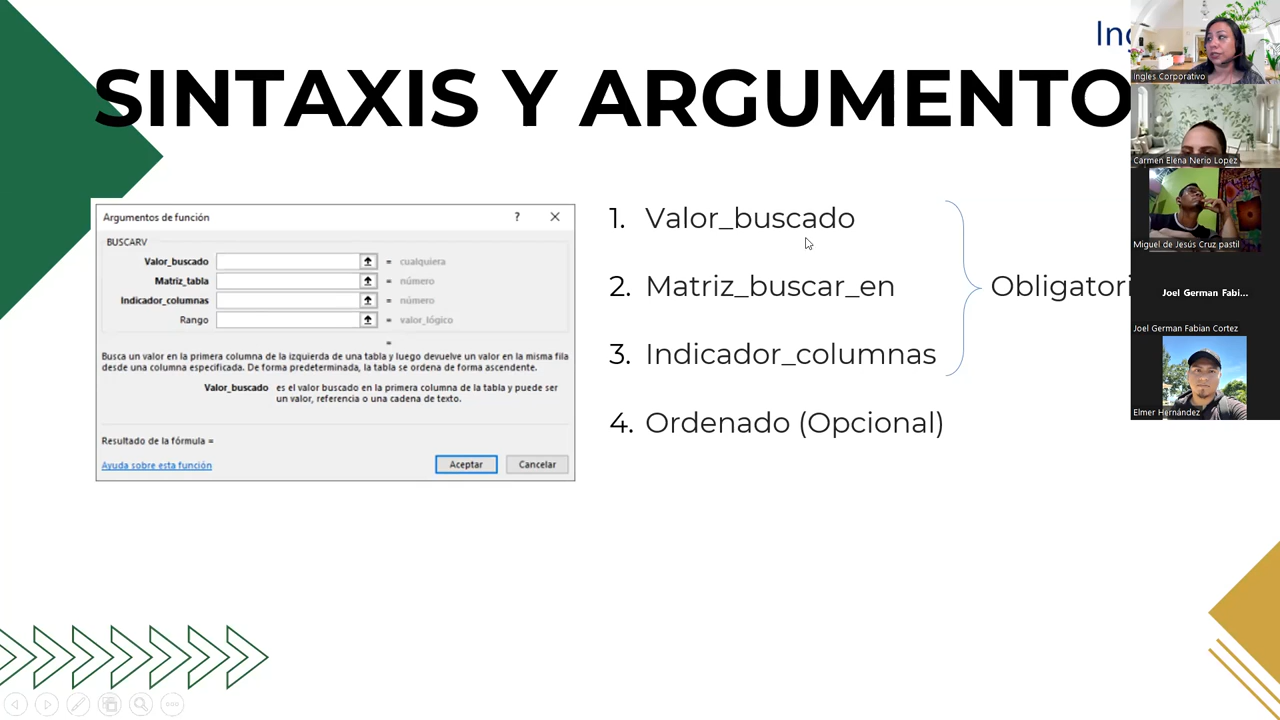 Ing
SINTAXIS Y ARGUMENTO
Argumentos de función
?
BUSCARV
Valor_buscado = cualquiera
Matriz_tabla = número
Indicador_columnas = número
Rango = valor_lógico
=
Busca un valor en la primera columna de la izquierda de una tabla y luego devuelve un valor en la misma fila
desde una columna especificada. De forma predeterminada, la tabla se ordena de forma ascendente.
Valor_buscado es el valor buscado en la primera columna de la tabla y puede ser
un valor, referencia o una cadena de texto.
Resultado de la fórmula =
Ayuda sobre esta función
Aceptar Cancelar
1. Valor_buscado
2. Matriz_buscar_en
3. Indicador_columnas
4. Ordenado (Opcional)
Obligatori
Ingles Corporativo
Carmen Elena Nerio Lopez
Miguel de Jesús Cruz pastil
Joel German Fabi...
Joel German Fabian Cortez
Elmer Hernández